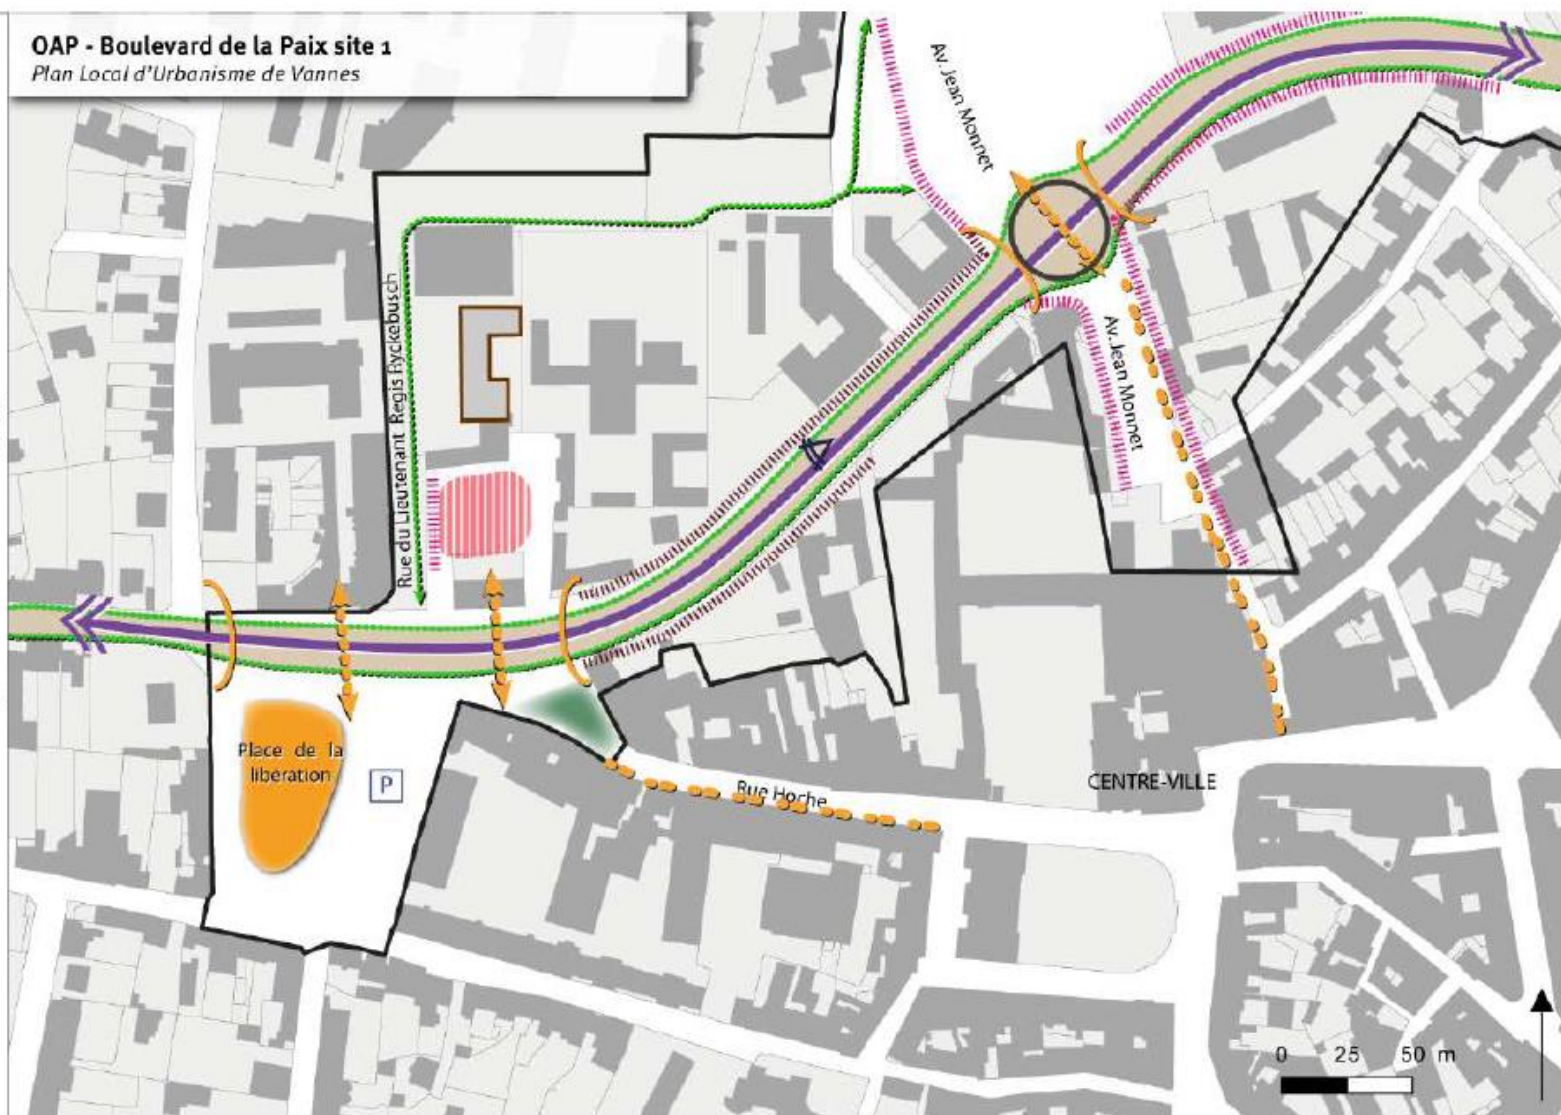 OAP - Boulevard de la Paix site 1
Plan Local d'Urbanisme de Vannes
Av. Jean Monnet
Rue du Lieutenant Regis Ryckebusch
Av. Jean Monnet
Place de la
libération
P
Rue Hoche
CENTRE-VILLE
0 25 50 m